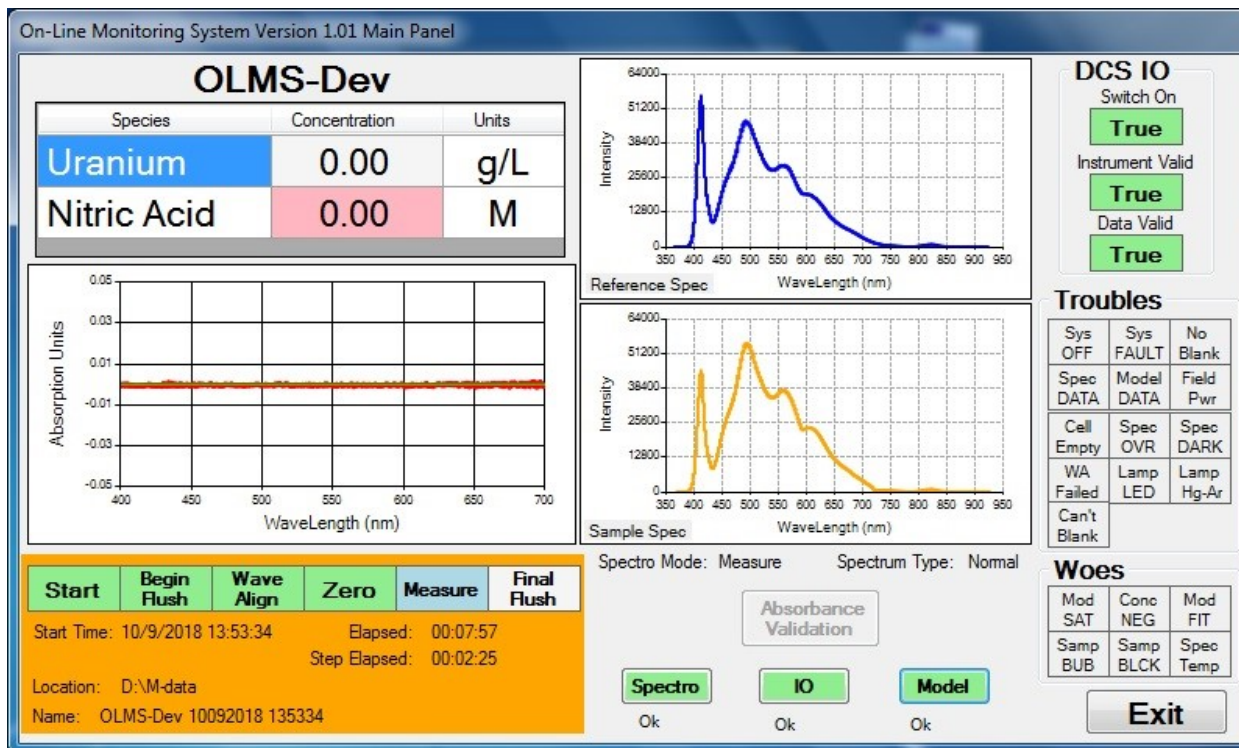 On-Line Monitoring System Version 1.01 Main Panel
OLMS-Dev
Species Concentration Units
Uranium 0.00 g/L
Nitric Acid 0.00 M
0.05
0.03
0.01
-0.01
-0.03
-0.05
Absorption Units
400 450 500 550 600 650 700
WaveLength (nm)
64000
51200
38400
25600
12800
0
Intensity
350 400 450 500 550 600 650 700 750 800 850 900 950
Reference Spec
WaveLength (nm)
64000
51200
38400
25600
12800
0
Intensity
350 400 450 500 550 600 650 700 750 800 850 900 950
Sample Spec
WaveLength (nm)
Start
Begin
Flush
Wave
Align
Zero
Measure
Final
Flush
Start Time: 10/9/2018 13:53:34 Elapsed: 00:07:57
Step Elapsed: 00:02:25
Location: D:\M-data
Name: OLMS-Dev 10092018 135334
Spectro Mode: Measure Spectrum Type: Normal
Absorbance
Validation
Spectro IO Model
Ok Ok Ok
DCS IO
Switch On
True
Instrument Valid
True
Data Valid
True
Troubles
Sys
OFF
Sys
FAULT
No
Blank
Spec
DATA
Model
DATA
Field
Pwr
Cell
Empty
Spec
OVR
Spec
DARK
WA
Failed
Lamp
LED
Lamp
Hg-Ar
Can't
Blank
Woes
Mod
SAT
Conc
NEG
Mod
FIT
Samp
BUB
Samp
BLCK
Spec
Temp
Exit